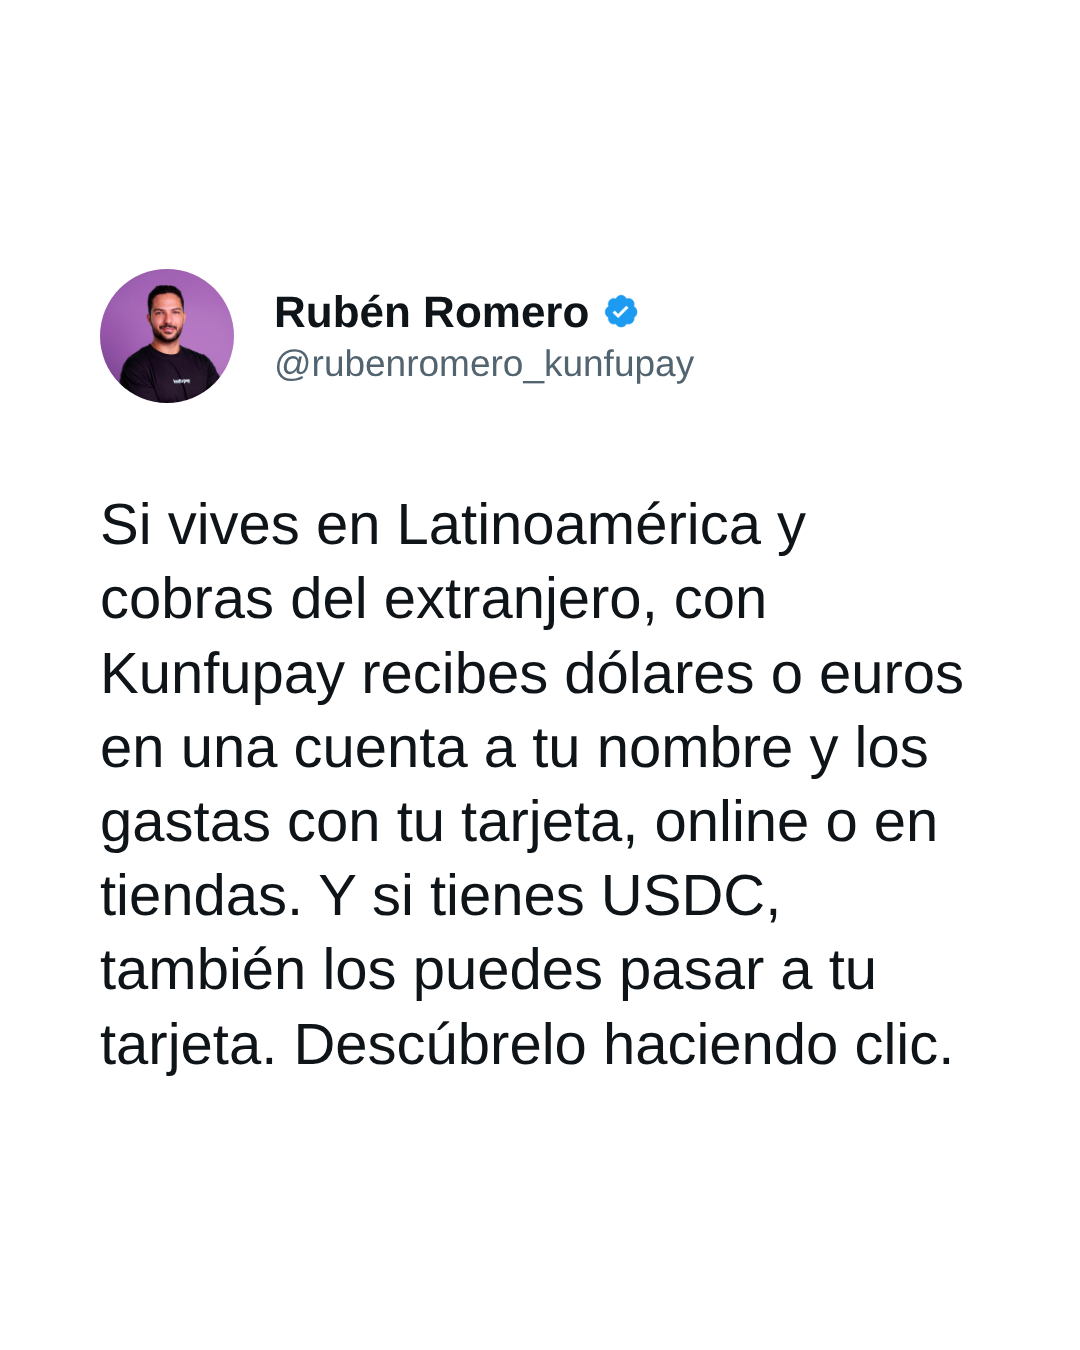 Rubén Romero
@rubenromero_kunfupay
Si vives en Latinoamérica y
cobras del extranjero, con
Kunfupay recibes dólares o euros
en una cuenta a tu nombre y los
gastas con tu tarjeta, online o en
tiendas. Y si tienes USDC,
también los puedes pasar a tu
tarjeta. Descúbrelo haciendo clic.